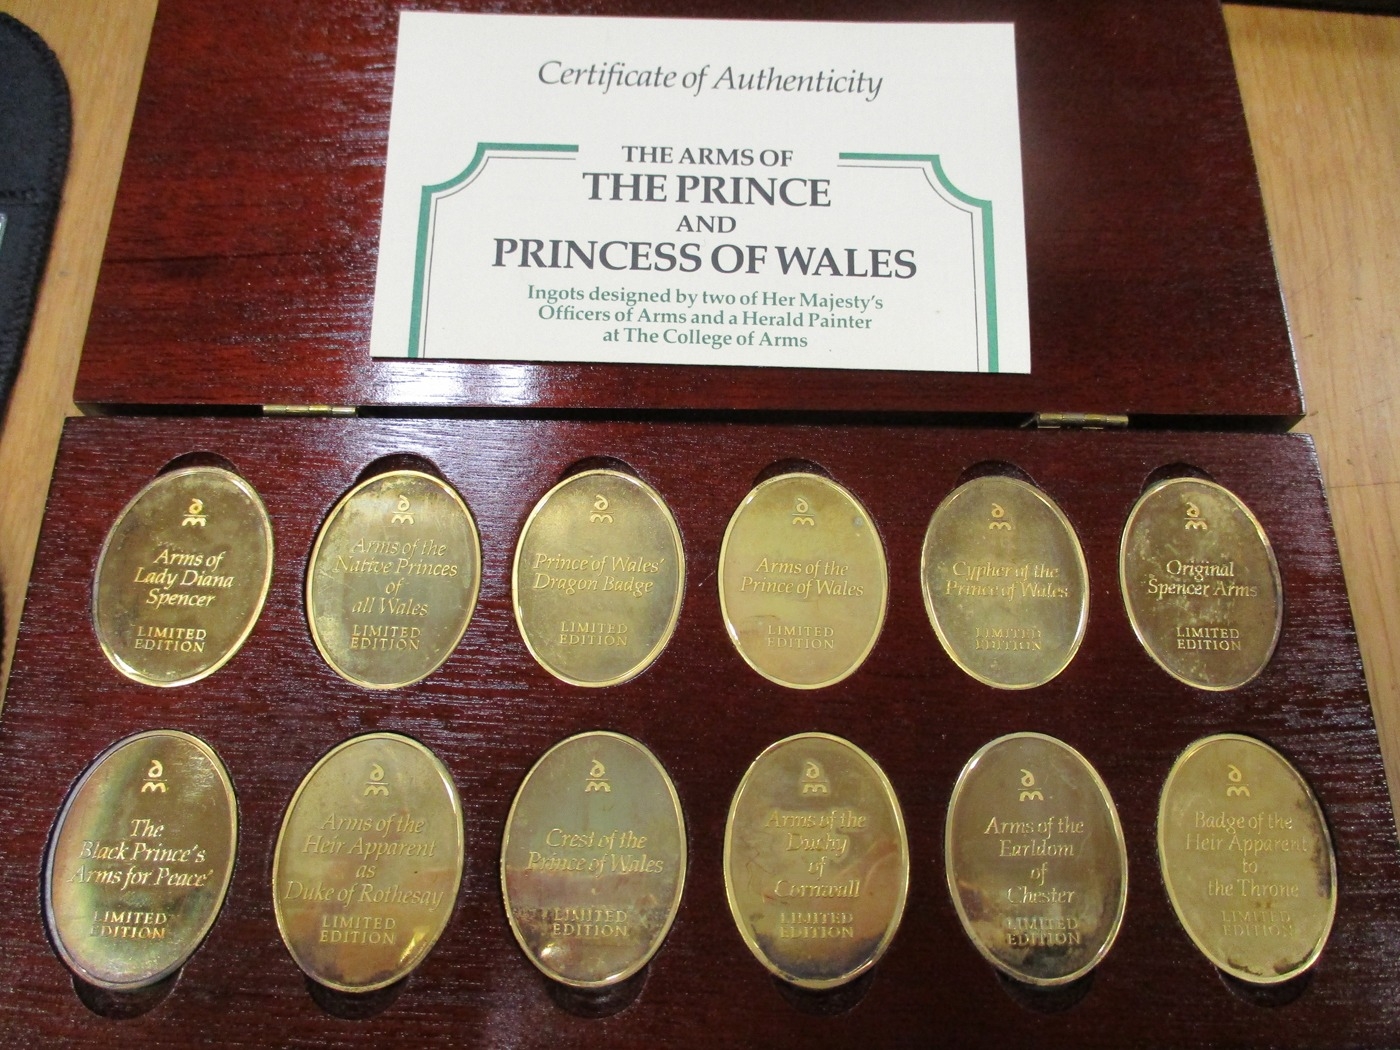 Certificate of Authenticity
THE ARMS OF
THE PRINCE
AND
PRINCESS OF WALES
Ingots designed by two of Her Majesty's
Officers of Arms and a Herald Painter
at The College of Arms
Arms of
Lady Diana
Spencer
LIMITED
EDITION
Arms of the
Native Princes
of
all Wales
LIMITED
EDITION
Prince of Wales'
Dragon Badge
LIMITED
EDITION
Arms of the
Prince of Wales
LIMITED
EDITION
Cypher of the
Prince of Wales
LIMITED
EDITION
Original
Spencer Arms
LIMITED
EDITION
The
Black Prince's
'Arms for Peace'
LIMITED
EDITION
Arms of the
Heir Apparent
as
Duke of Rothesay
LIMITED
EDITION
Crest of the
Prince of Wales
LIMITED
EDITION
Arms of the
Duchy
of
Cornwall
LIMITED
EDITION
Arms of the
Earldom
of
Chester
LIMITED
EDITION
Badge of the
Heir Apparent
to
the Throne
LIMITED
EDITION